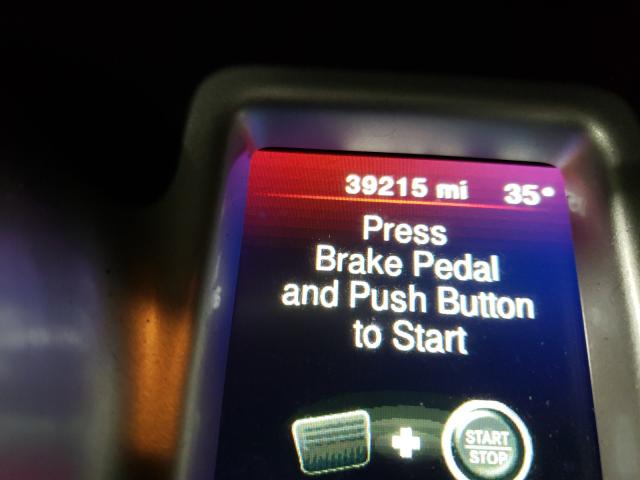 39215 mi 35°
Press
Brake Pedal
and Push Button
to Start
START
STOP